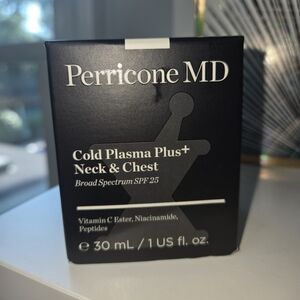 Perricone MD
Cold Plasma Plus+
Neck & Chest
Broad Spectrum SPF 25
Vitamin C Ester, Niacinamide,
Peptides
e 30 mL / 1 US fl. oz.